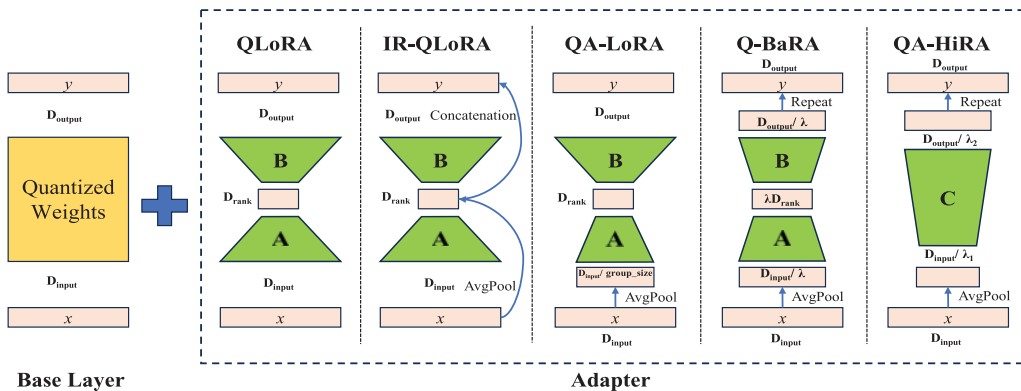 QLoRA
IR-QLoRA
QA-LoRA
Q-BaRA
QA-HiRA
y
D_output
Quantized
Weights
D_input
x
Base Layer
y
D_output
B
D_rank
A
D_input
x
y
D_output
Concatenation
B
D_rank
A
D_input
AvgPool
x
y
D_output
B
D_rank
A
D_input/ group_size
AvgPool
x
D_input
D_output
y
Repeat
D_output/ λ
B
λD_rank
A
D_input/ λ
AvgPool
x
D_input
D_output
y
Repeat
D_output/ λ_2
C
D_input/ λ_1
AvgPool
x
D_input
Adapter